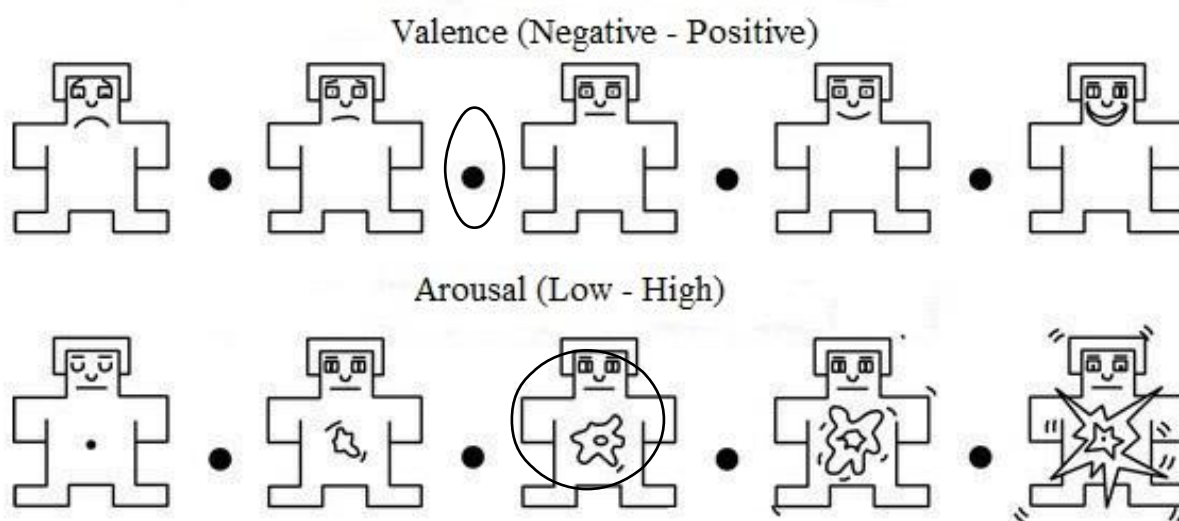 Valence (Negative - Positive)
Arousal (Low - High)